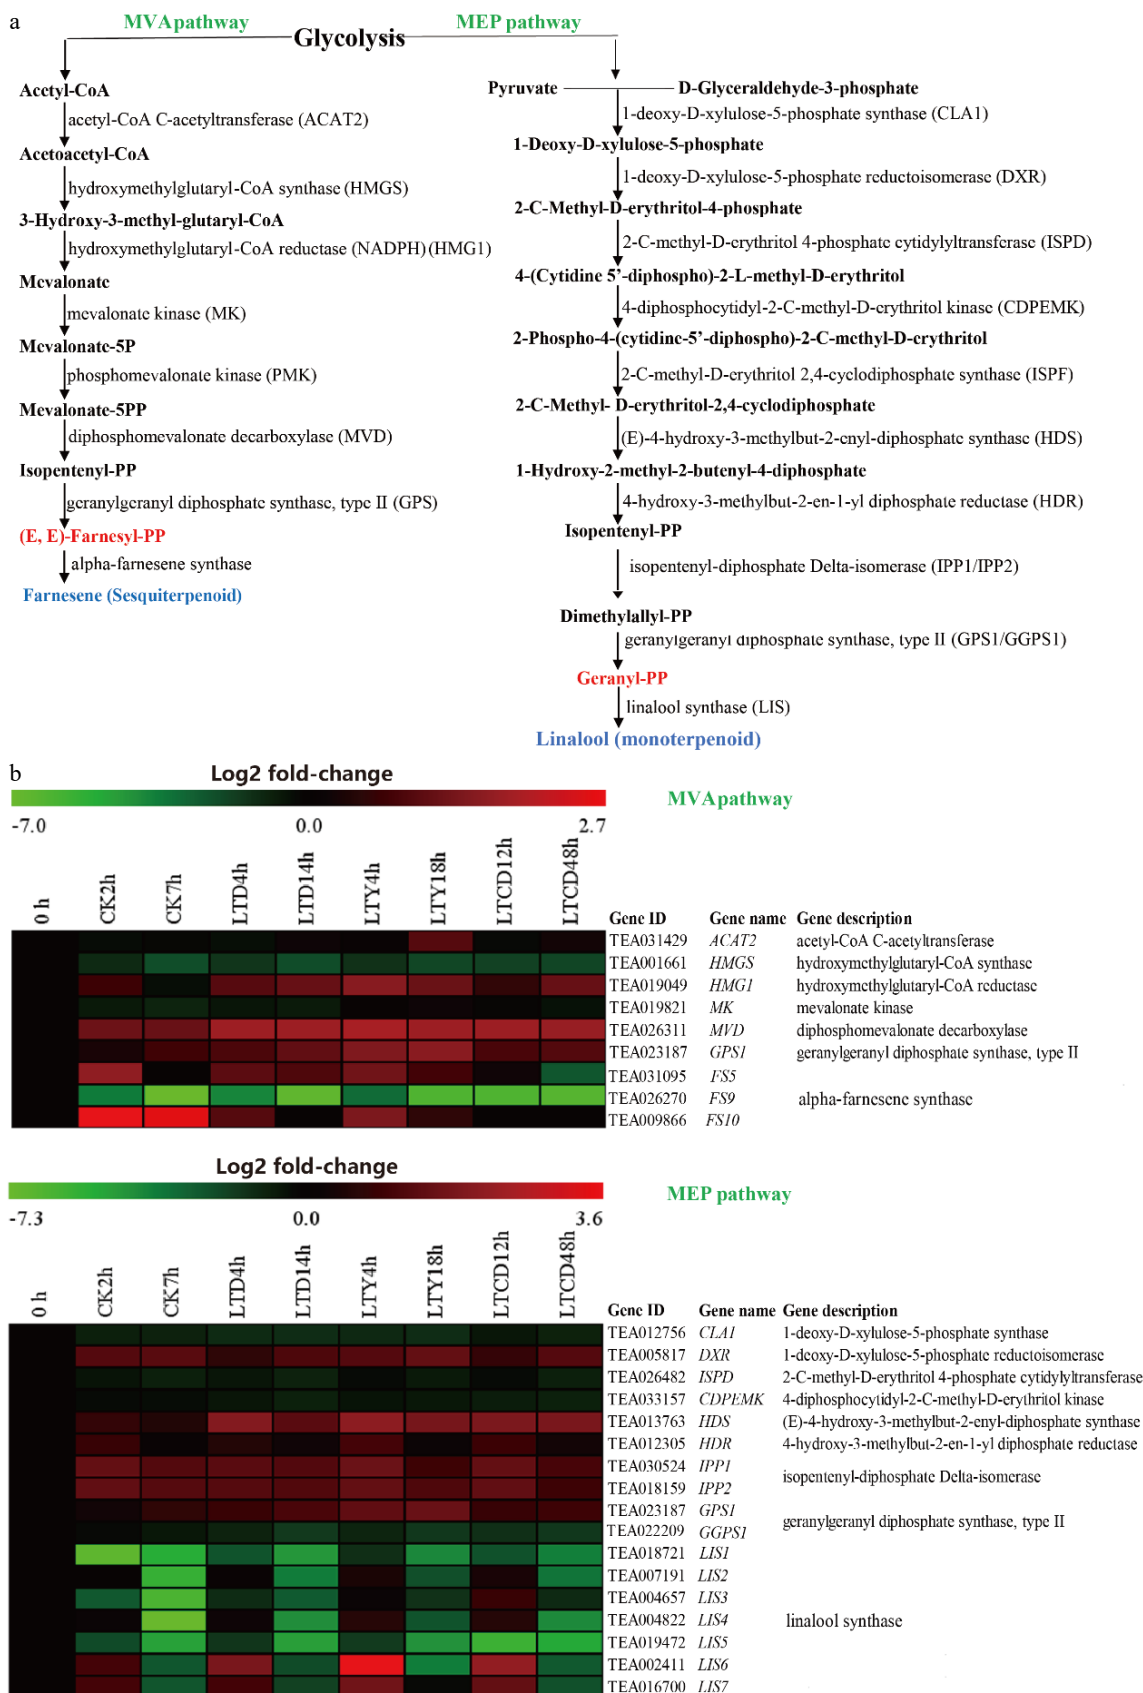 a
MVA pathway
MEP pathway
Glycolysis
Acetyl-CoA
acetyl-CoA C-acetyltransferase (ACAT2)
Acetoacetyl-CoA
hydroxymethylglutaryl-CoA synthase (HMGS)
3-Hydroxy-3-methyl-glutaryl-CoA
hydroxymethylglutaryl-CoA reductase (NADPH) (HMG1)
Mevalonate
mevalonate kinase (MK)
Mevalonate-5P
phosphomevalonate kinase (PMK)
Mevalonate-5PP
diphosphomevalonate decarboxylase (MVD)
Isopentenyl-PP
geranylgeranyl diphosphate synthase, type II (GPS)
(E, E)-Farnesyl-PP
alpha-farnesene synthase
Farnesene (Sesquiterpenoid)
Pyruvate
D-Glyceraldehyde-3-phosphate
1-deoxy-D-xylulose-5-phosphate synthase (CLA1)
1-Deoxy-D-xylulose-5-phosphate
1-deoxy-D-xylulose-5-phosphate reductoisomerase (DXR)
2-C-Methyl-D-erythritol-4-phosphate
2-C-methyl-D-erythritol 4-phosphate cytidylyltransferase (ISPD)
4-(Cytidine 5'-diphospho)-2-L-methyl-D-erythritol
4-diphosphocytidyl-2-C-methyl-D-erythritol kinase (CDPEMK)
2-Phospho-4-(cytidine-5'-diphospho)-2-C-methyl-D-erythritol
2-C-methyl-D-erythritol 2,4-cyclodiphosphate synthase (ISPF)
2-C-Methyl- D-erythritol-2,4-cyclodiphosphate
(E)-4-hydroxy-3-methylbut-2-enyl-diphosphate synthase (HDS)
1-Hydroxy-2-methyl-2-butenyl-4-diphosphate
4-hydroxy-3-methylbut-2-en-1-yl diphosphate reductase (HDR)
Isopentenyl-PP
isopentenyl-diphosphate Delta-isomerase (IPP1/IPP2)
Dimethylallyl-PP
geranylgeranyl diphosphate synthase, type II (GPS1/GGPS1)
Geranyl-PP
linalool synthase (LIS)
Linalool (monoterpenoid)
b
Log2 fold-change
MVA pathway
-7.0 0.0 2.7
0 h CK2h CK7h LTD4h LTD14h LTY4h LTY18h LTCD12h LTCD48h
Gene ID Gene name Gene description
TEA031429 ACAT2 acetyl-CoA C-acetyltransferase
TEA001661 HMGS hydroxymethylglutaryl-CoA synthase
TEA019049 HMG1 hydroxymethylglutaryl-CoA reductase
TEA019821 MK mevalonate kinase
TEA026311 MVD diphosphomevalonate decarboxylase
TEA023187 GPS1 geranylgeranyl diphosphate synthase, type II
TEA031095 FS5
TEA026270 FS9 alpha-farnesene synthase
TEA009866 FS10
Log2 fold-change
MEP pathway
-7.3 0.0 3.6
0 h CK2h CK7h LTD4h LTD14h LTY4h LTY18h LTCD12h LTCD48h
Gene ID Gene name Gene description
TEA012756 CLA1 1-deoxy-D-xylulose-5-phosphate synthase
TEA005817 DXR 1-deoxy-D-xylulose-5-phosphate reductoisomerase
TEA026482 ISPD 2-C-methyl-D-erythritol 4-phosphate cytidylyltransferase
TEA033157 CDPEMK 4-diphosphocytidyl-2-C-methyl-D-erythritol kinase
TEA013763 HDS (E)-4-hydroxy-3-methylbut-2-enyl-diphosphate synthase
TEA012305 HDR 4-hydroxy-3-methylbut-2-en-1-yl diphosphate reductase
TEA030524 IPP1
isopentenyl-diphosphate Delta-isomerase
TEA018159 IPP2
TEA023187 GPS1
geranylgeranyl diphosphate synthase, type II
TEA022209 GGPS1
TEA018721 LIS1
TEA007191 LIS2
TEA004657 LIS3
TEA004822 LIS4 linalool synthase
TEA019472 LIS5
TEA002411 LIS6
TEA016700 LIS7